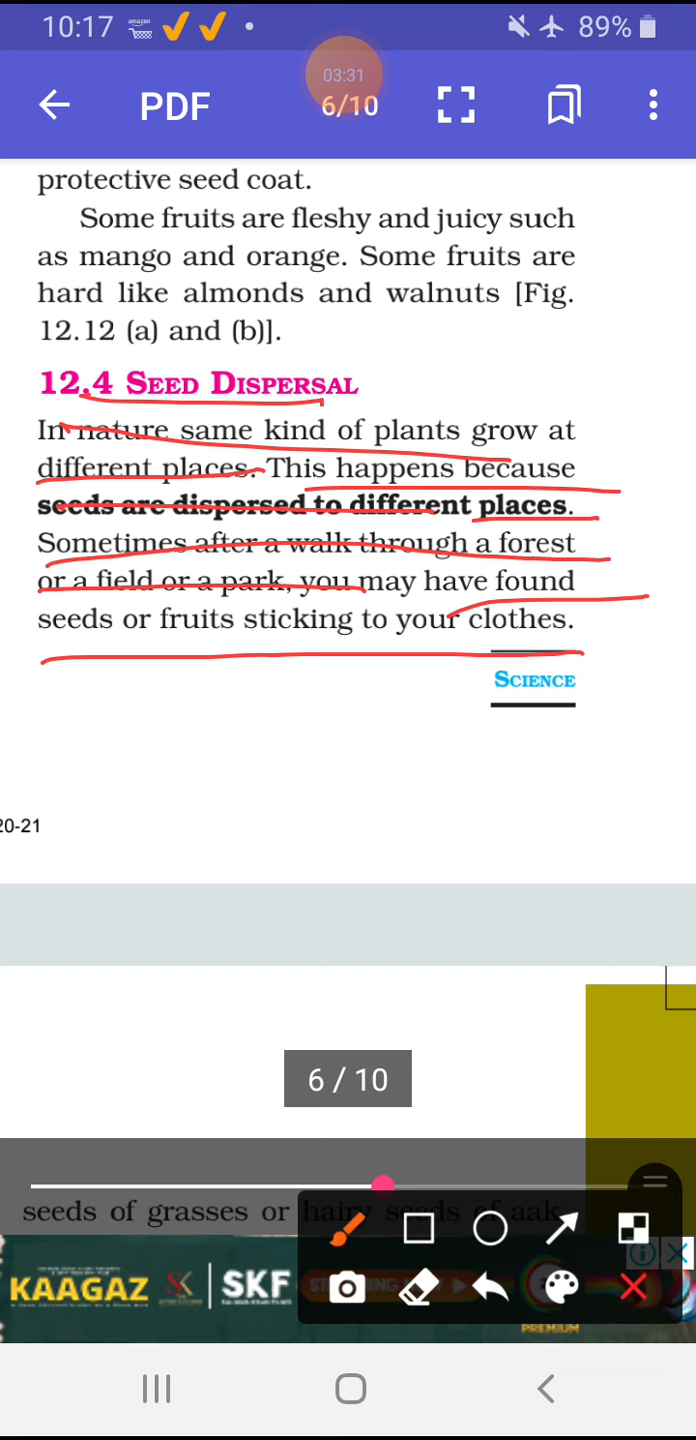 10:17 amazon 89%
03:31
PDF 6/10
protective seed coat.
Some fruits are fleshy and juicy such
as mango and orange. Some fruits are
hard like almonds and walnuts [Fig.
12.12 (a) and (b)].
12.4 SEED DISPERSAL
In nature same kind of plants grow at
different places. This happens because
seeds are dispersed to different places.
Sometimes after a walk through a forest
or a field or a park, you may have found
seeds or fruits sticking to your clothes.
SCIENCE
20-21
6 / 10
seeds of grasses or hairy seeds of aak
KAAGAZ SK SKF
PREMIUM